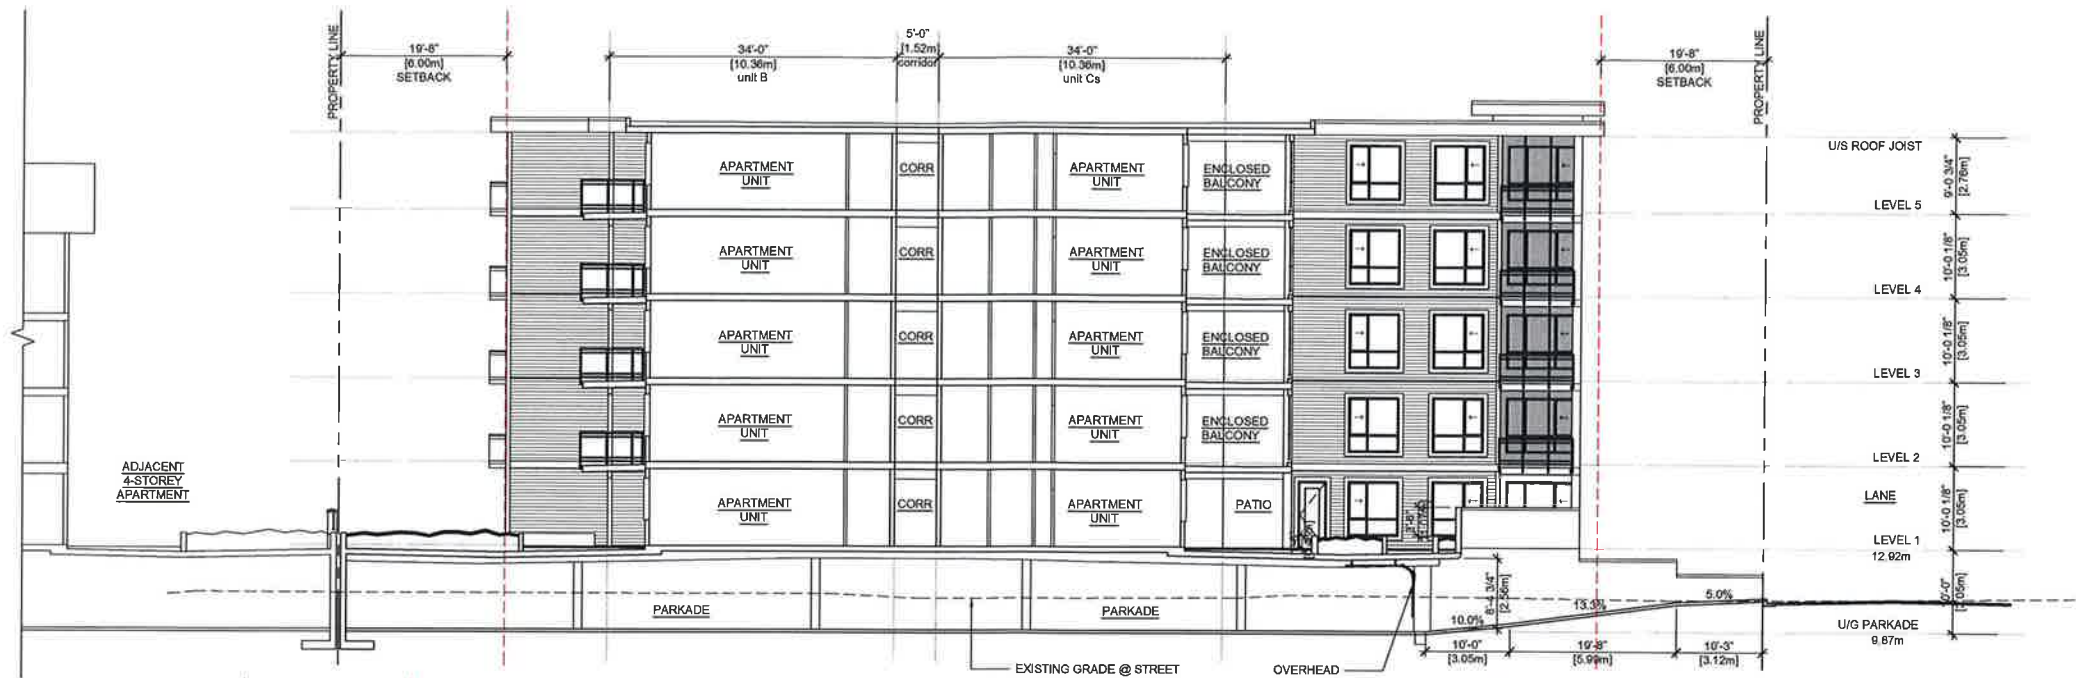 PROPERTY LINE
19'-8"
[6.00m]
SETBACK
34'-0"
[10.36m]
unit B
5'-0"
[1.52m]
corridor
34'-0"
[10.36m]
unit Cs
19'-8"
[6.00m]
SETBACK
PROPERTY LINE
U/S ROOF JOIST
9'-0 3/4"
[2.76m]
APARTMENT
UNIT
CORR
APARTMENT
UNIT
ENCLOSED
BALCONY
LEVEL 5
10'-0 1/8"
[3.05m]
APARTMENT
UNIT
CORR
APARTMENT
UNIT
ENCLOSED
BALCONY
LEVEL 4
10'-0 1/8"
[3.05m]
APARTMENT
UNIT
CORR
APARTMENT
UNIT
ENCLOSED
BALCONY
LEVEL 3
10'-0 1/8"
[3.05m]
APARTMENT
UNIT
CORR
APARTMENT
UNIT
ENCLOSED
BALCONY
LEVEL 2
10'-0 1/8"
[3.05m]
ADJACENT
4-STOREY
APARTMENT
APARTMENT
UNIT
CORR
APARTMENT
UNIT
PATIO
LANE
LEVEL 1
12.92m
PARKADE
PARKADE
8'-4 3/4"
[2.56m]
10.0%
13.3%
5.0%
U/G PARKADE
9.87m
10'-0"
[3.05m]
19'-8"
[5.99m]
10'-3"
[3.12m]
EXISTING GRADE @ STREET
OVERHEAD